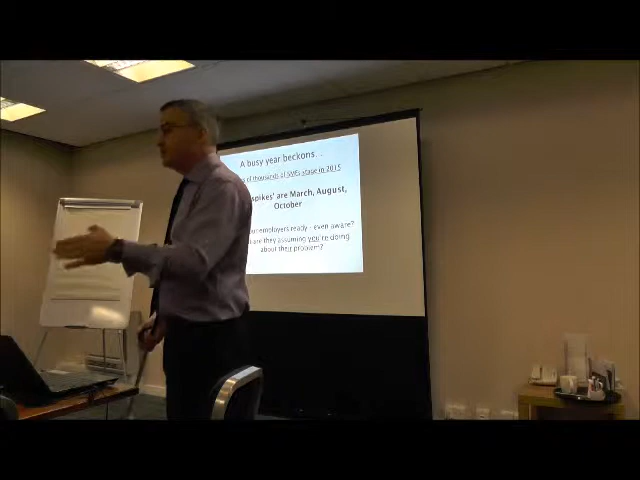 A busy year beckons…
of thousands of SMEs stage in 2015
spikes' are March, August,
October
employers ready - even aware?
are they assuming you're doing
about their problem?